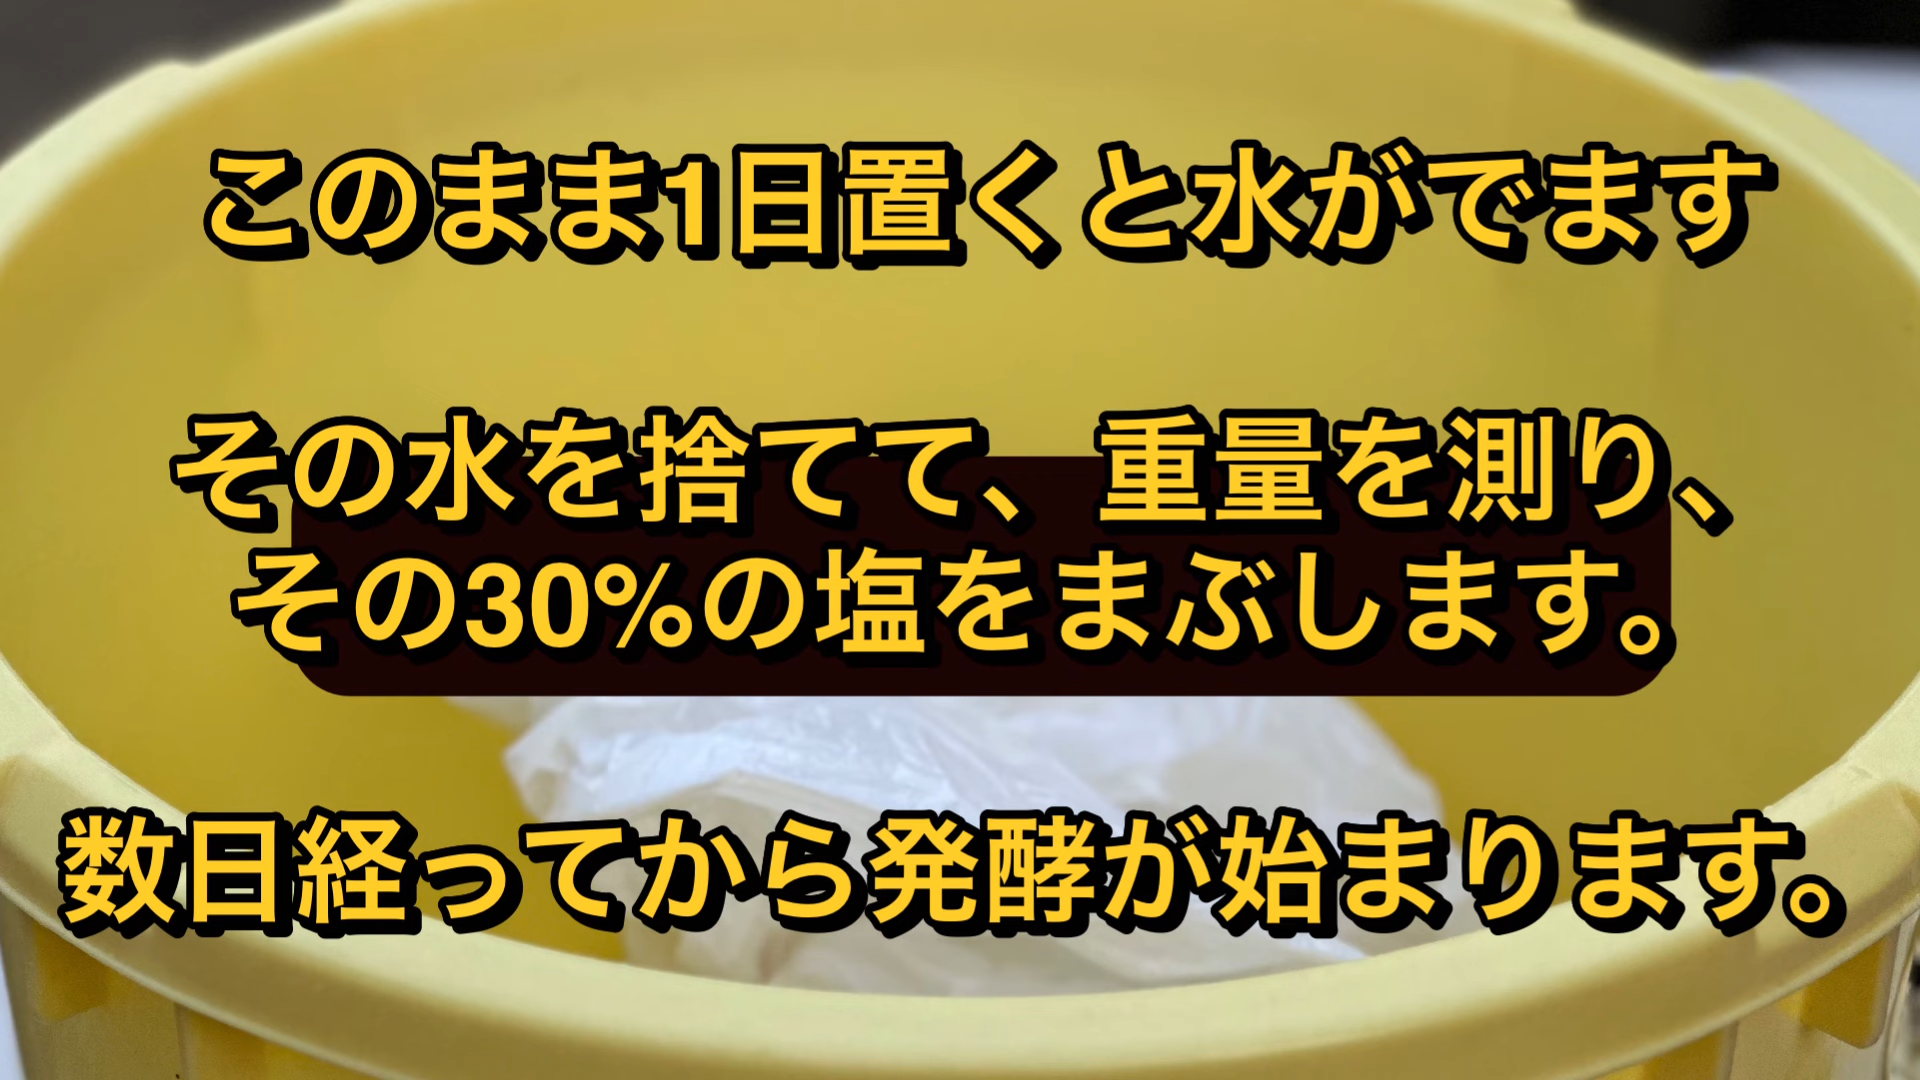 このまま1日置くと水がでます
その水を捨てて、重量を測り、
その30%の塩をまぶします。
数日経ってから発酵が始まります。